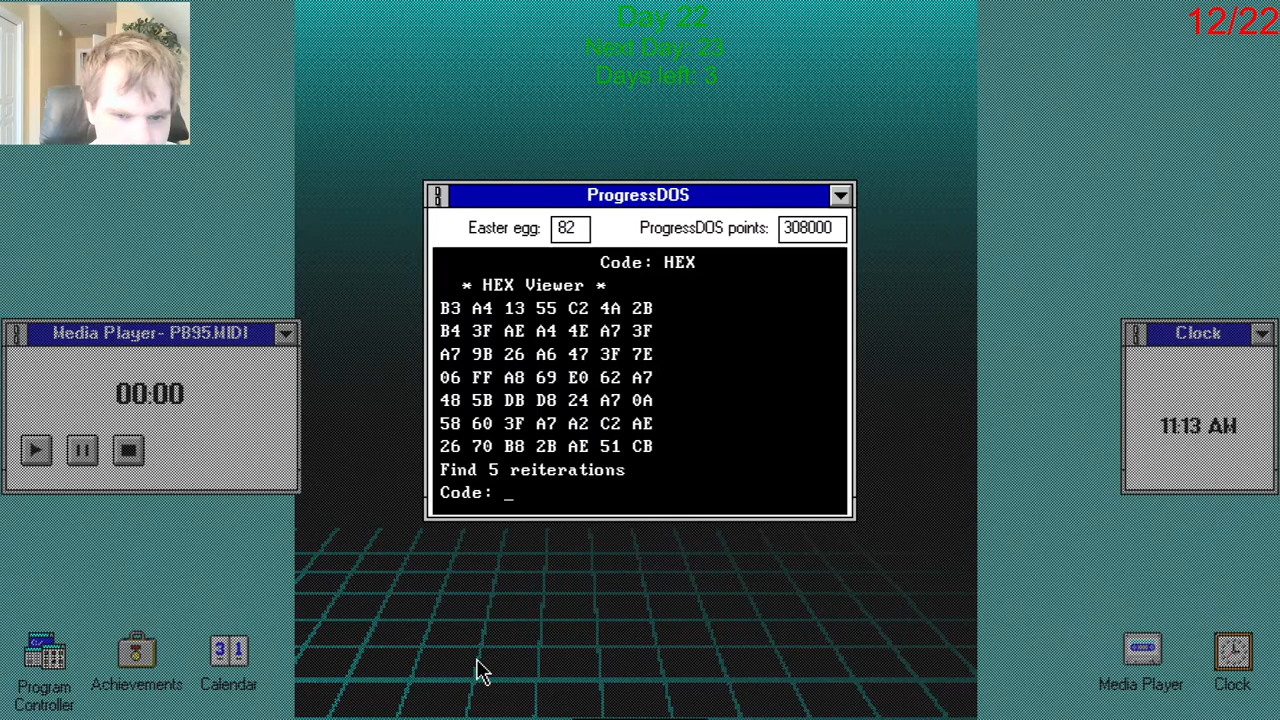 Day 22
Next Day: 23
Days left: 3
12/22
ProgressDOS
Easter egg: 82 ProgressDOS points: 308000
Code: HEX
* HEX Viewer *
B3 A4 13 55 C2 4A 2B
B4 3F AE A4 4E A7 3F
A7 9B 26 A6 47 3F 7E
06 FF A8 69 E0 62 A7
48 5B DB D8 24 A7 0A
58 60 3F A7 A2 C2 AE
26 70 B8 2B AE 51 CB
Find 5 reiterations
Code: _
Media Player- PB95.MIDI
00:00
Clock
11:13 AM
31
Program
Controller
Achievements
Calendar
Media Player
Clock